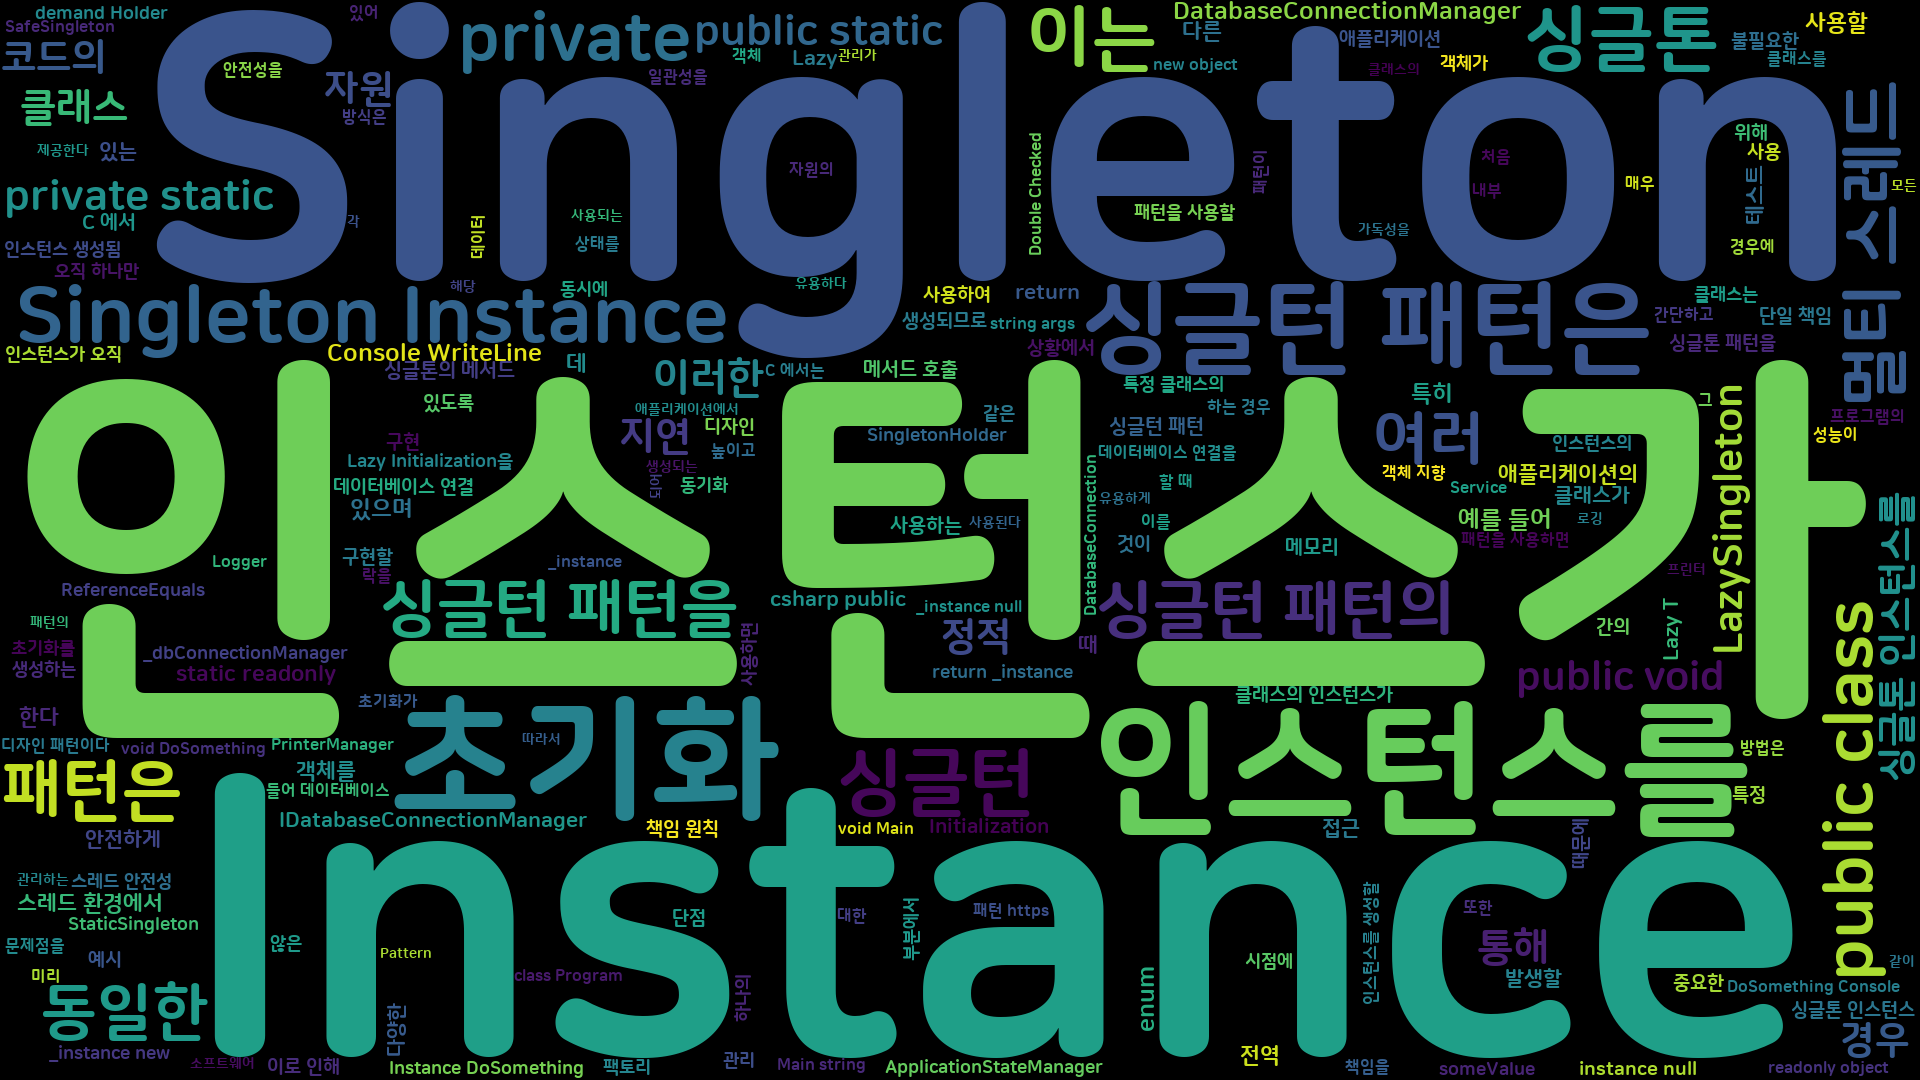 demand Holder
있어
private
public static
이는
DatabaseConnectionManager
다른
애플리케이션
싱글톤
불필요한
사용할
SafeSingleton
코드의
안전성을
자원
방식은
객체
Lazy
관리가
일관성을
new object
클래스의
객체가
클래스를
클래스
제공한다
있는
Singleton
자원의
Double Checked
패턴이
처음
내부
매우
위해
사용
테스트
모든
멀티 스레드
private static
C 에서
인스턴스 생성됨
오직 하나만
각
데이터
사용되는
상태를
패턴을 사용할
가독성을
경우에
해당
동시에
유용하다
Singleton Instance
사용하여
return
생성되므로
string args
싱글턴 패턴은
클래스는
간단하고
단일 책임
싱글톤 패턴을
인스턴스가 오직
Console WriteLine
데
이러한
C 에서는
메서드 호출
상황에서
싱글톤의 메서드
있도록
애플리케이션에서
지연
디자인
같은
SingletonHolder
특정 클래스의
하는 경우
특히
여러
그
LazySingleton
프로그램의
성능이
구현
Lazy Initialization을
높이고
생성되는
싱글턴 패턴
데이터베이스 연결을
인스턴스의
객체 지향
애플리케이션의
데이터베이스 연결
되어
동기화
DatabaseConnection
할 때
유용하게
Service
클래스가
있으며
사용하는
사용된다
이를
예를 들어
로깅
인스턴스가
구현할
락을
Logger
_instance
것이
메모리
패턴을 사용하면
프린터
ReferenceEquals
싱글턴 패턴을
csharp public
_instance null
싱글턴 패턴의
간의
Lazy T
싱글톤 인스턴스를
패턴의
초기화를
생성하는
_dbConnectionManager
static readonly
사용하면
정적
때
return _instance
public void
클래스의 인스턴스가
한다
초기화가
초기화
따라서
인스턴스를
방법은
디자인 패턴이다
void DoSomething
PrinterManager
싱글턴
패턴은
객체를
들어 데이터베이스
특정
public class
IDatabaseConnectionManager
책임 원칙
void Main
Initialization
접근
때문에
안전하게
Instance
관리하는
스레드 안전성
스레드 환경에서
StaticSingleton
단점
대한
부분에서
패턴 https
인스턴스를 생성할
또한
통해
문제점을
않은
예시
미리
Pattern
class Program
하나의
시점에
발생할
같이
중요한
DoSomething Console
동일한
다양한
enum
싱글톤 인스턴스
경우
_instance new
소프트웨어
이로 인해
Instance DoSomething
팩토리
관리
Main string
ApplicationStateManager
전역
책임을
someValue
instance null
readonly object